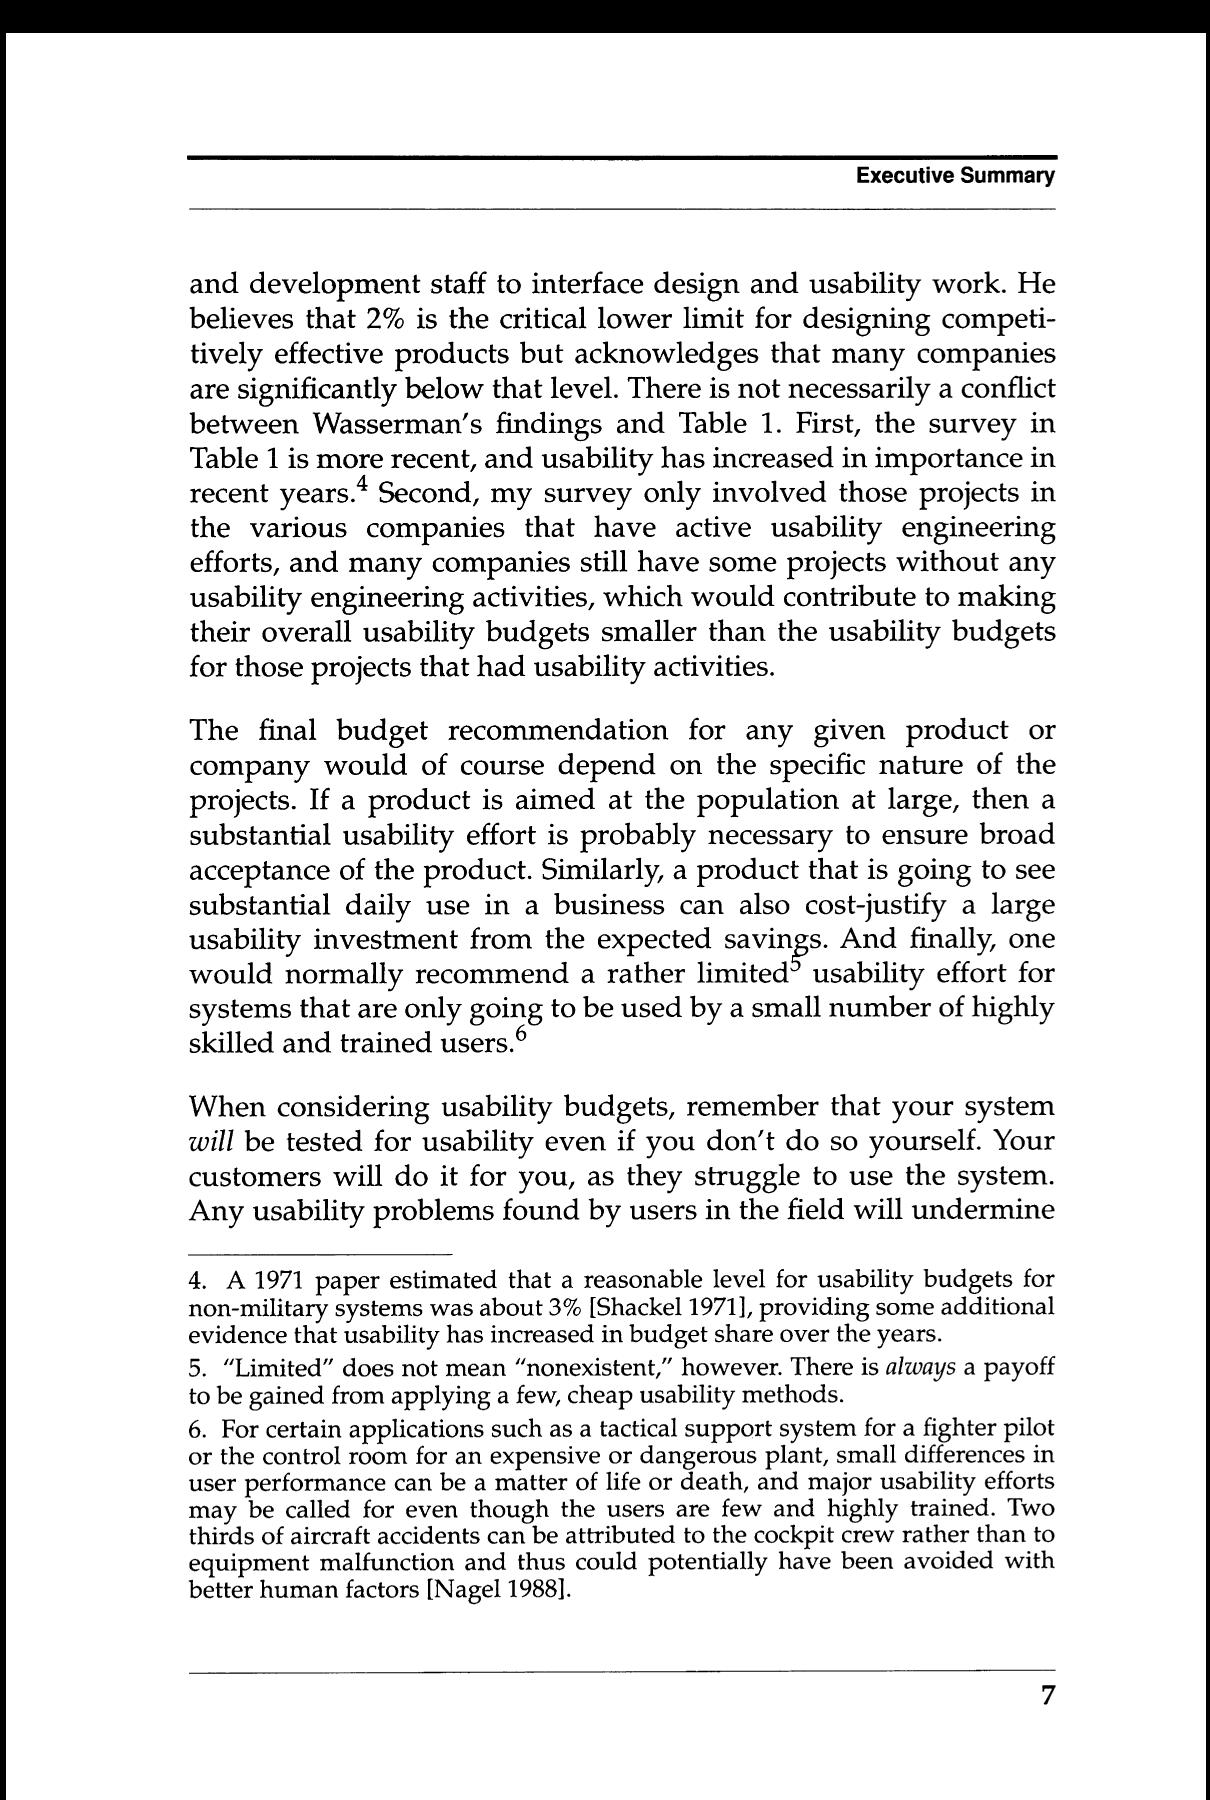 Executive Summary
and development staff to interface design and usability work. He
believes that 2% is the critical lower limit for designing competi-
tively effective products but acknowledges that many companies
are significantly below that level. There is not necessarily a conflict
between Wasserman's findings and Table 1. First, the survey in
Table 1 is more recent, and usability has increased in importance in
recent years.4 Second, my survey only involved those projects in
the various companies that have active usability engineering
efforts, and many companies still have some projects without any
usability engineering activities, which would contribute to making
their overall usability budgets smaller than the usability budgets
for those projects that had usability activities.
The final budget recommendation for any given product or
company would of course depend on the specific nature of the
projects. If a product is aimed at the population at large, then a
substantial usability effort is probably necessary to ensure broad
acceptance of the product. Similarly, a product that is going to see
substantial daily use in a business can also cost-justify a large
usability investment from the expected savings. And finally, one
would normally recommend a rather limited5 usability effort for
systems that are only going to be used by a small number of highly
skilled and trained users.6
When considering usability budgets, remember that your system
will be tested for usability even if you don't do so yourself. Your
customers will do it for you, as they struggle to use the system.
Any usability problems found by users in the field will undermine
4. A 1971 paper estimated that a reasonable level for usability budgets for
non-military systems was about 3% [Shackel 1971], providing some additional
evidence that usability has increased in budget share over the years.
5. "Limited" does not mean "nonexistent," however. There is always a payoff
to be gained from applying a few, cheap usability methods.
6. For certain applications such as a tactical support system for a fighter pilot
or the control room for an expensive or dangerous plant, small differences in
user performance can be a matter of life or death, and major usability efforts
may be called for even though the users are few and highly trained. Two
thirds of aircraft accidents can be attributed to the cockpit crew rather than to
equipment malfunction and thus could potentially have been avoided with
better human factors [Nagel 1988].
7